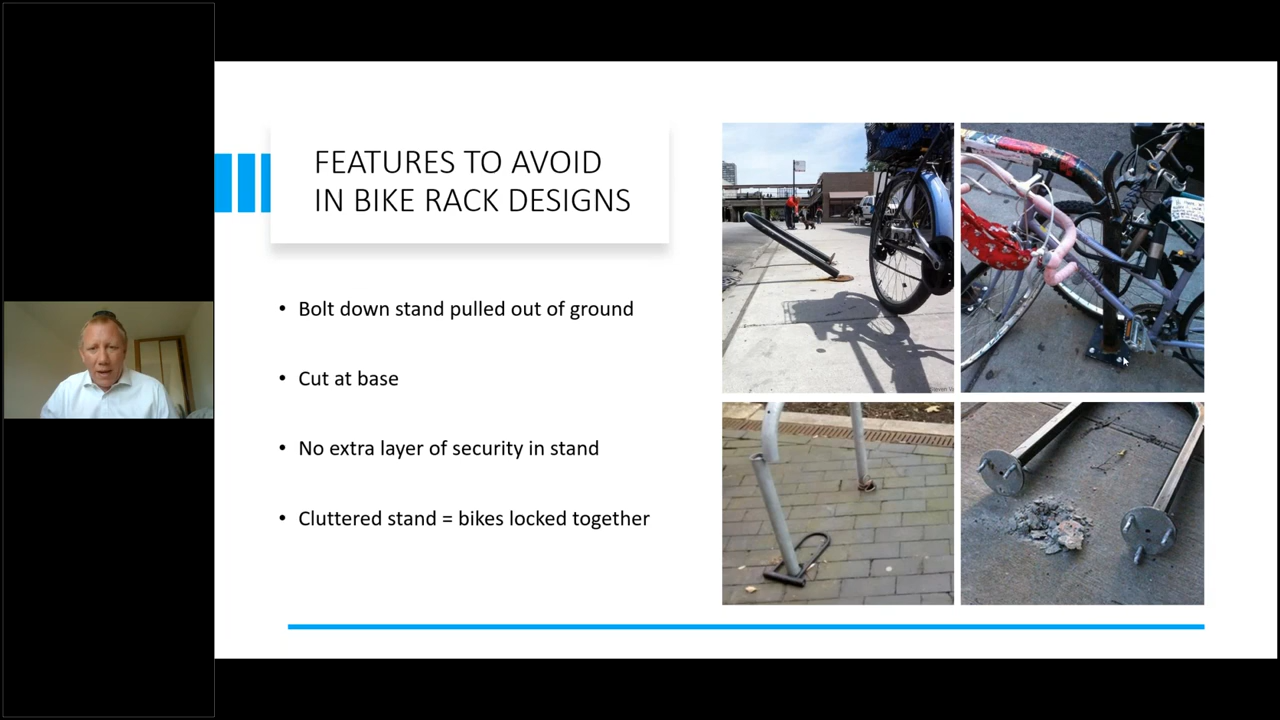 FEATURES TO AVOID
IN BIKE RACK DESIGNS
• Bolt down stand pulled out of ground
• Cut at base
• No extra layer of security in stand
• Cluttered stand = bikes locked together